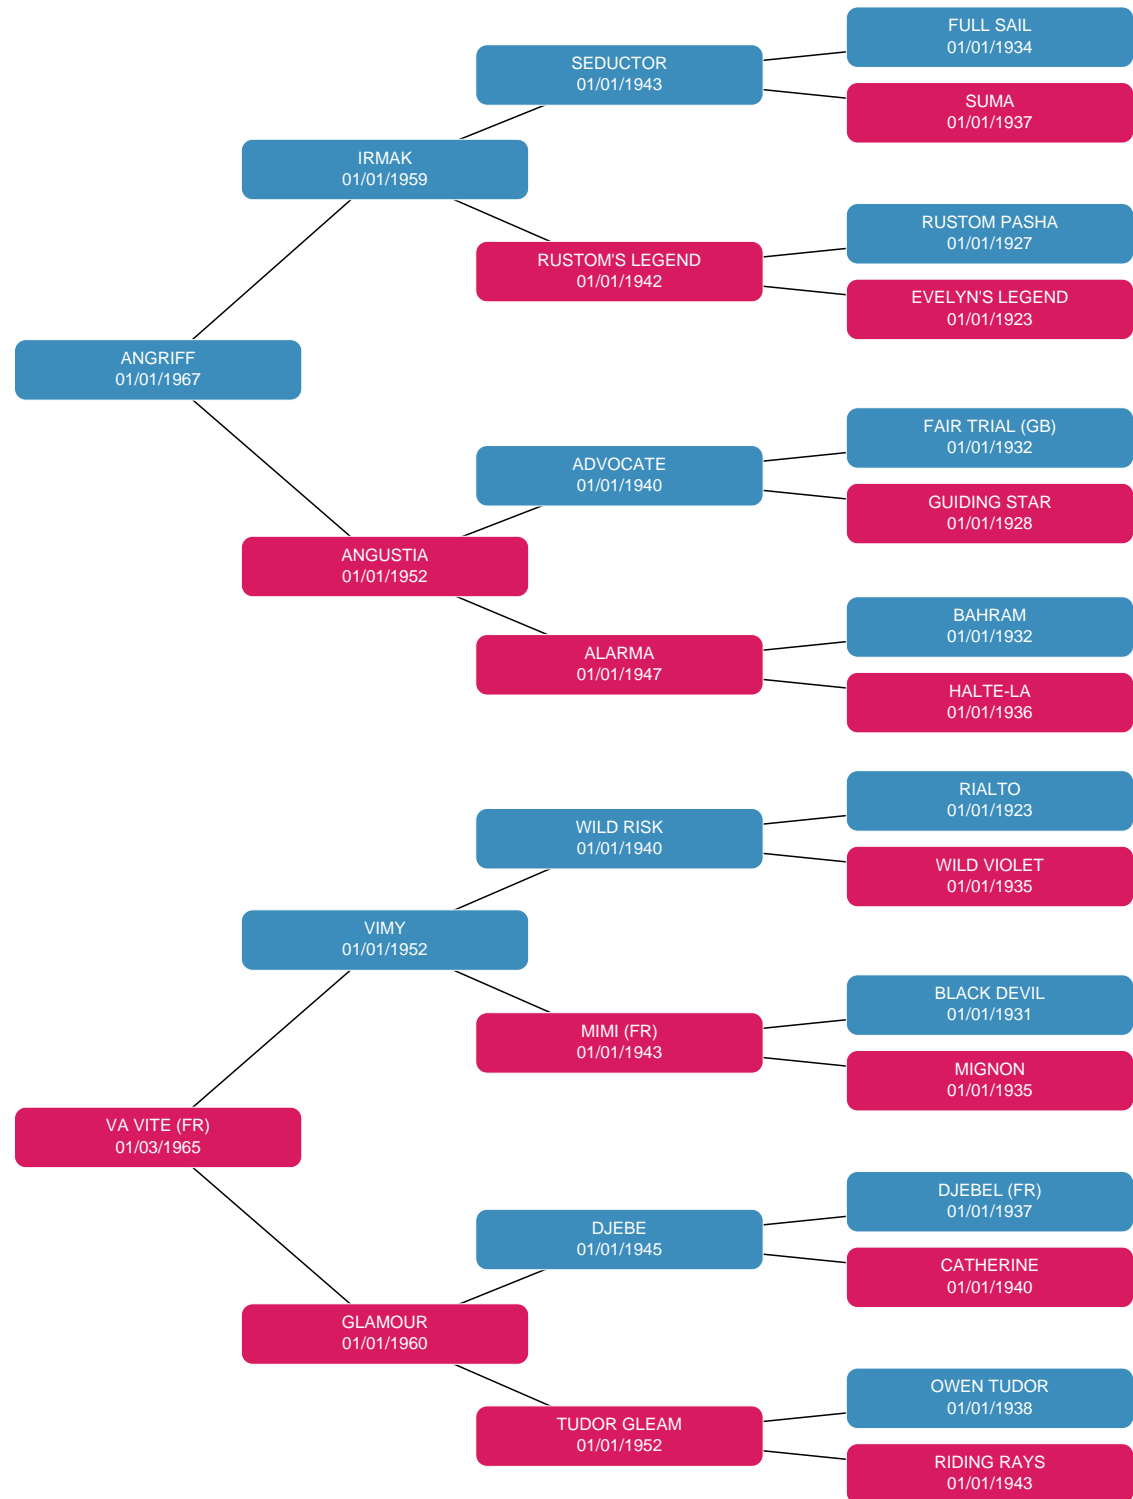 FULL SAIL
01/01/1934
SEDUCTOR
01/01/1943
SUMA
01/01/1937
IRMAK
01/01/1959
RUSTOM PASHA
01/01/1927
RUSTOM'S LEGEND
01/01/1942
EVELYN'S LEGEND
01/01/1923
ANGRIFF
01/01/1967
FAIR TRIAL (GB)
01/01/1932
ADVOCATE
01/01/1940
GUIDING STAR
01/01/1928
ANGUSTIA
01/01/1952
BAHRAM
01/01/1932
ALARMA
01/01/1947
HALTE-LA
01/01/1936
RIALTO
01/01/1923
WILD RISK
01/01/1940
WILD VIOLET
01/01/1935
VIMY
01/01/1952
BLACK DEVIL
01/01/1931
MIMI (FR)
01/01/1943
MIGNON
01/01/1935
VA VITE (FR)
01/03/1965
DJEBEL (FR)
01/01/1937
DJEBE
01/01/1945
CATHERINE
01/01/1940
GLAMOUR
01/01/1960
OWEN TUDOR
01/01/1938
TUDOR GLEAM
01/01/1952
RIDING RAYS
01/01/1943